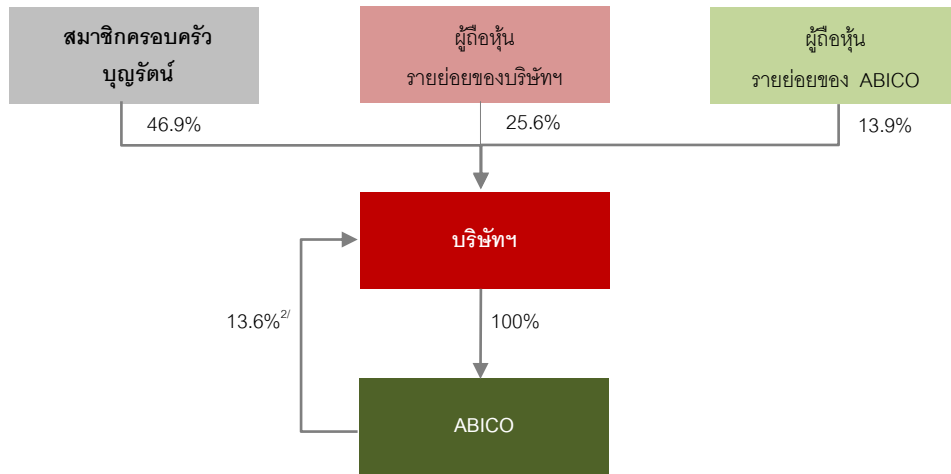 สมาชิกครอบครัว
บุญรัตน์
ผู้ถือหุ้น
รายย่อยของบริษัทฯ
ผู้ถือหุ้น
รายย่อยของ ABICO
46.9%
25.6%
13.9%
บริษัทฯ
13.6%2/
100%
ABICO